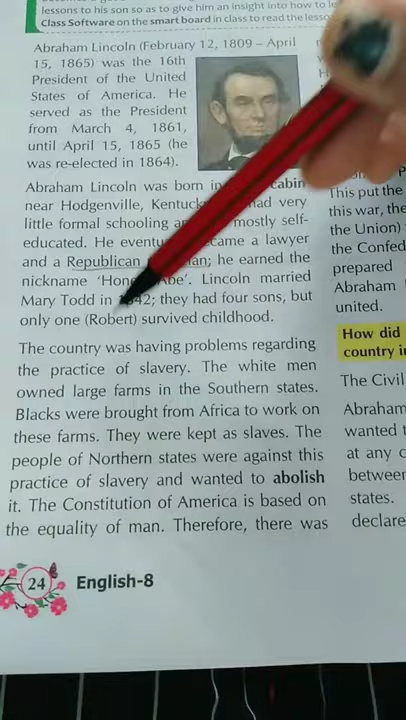 lessons to his son so as to give him an insight into how to
Class Software on the smart board in class to read the
Abraham Lincoln (February 12, 1809 – April
15, 1865) was the 16th
President of the United
States of America. He
served as the President
from March 4, 1861,
until April 15, 1865 (he
was re-elected in 1864).
Abraham Lincoln was born in cabin
near Hodgenville, had very
little formal schooling mostly self-
educated. He became a lawyer
and a Republican he earned the
nickname Abe'. Lincoln married
Mary Todd in they had four sons, but
only one (Robert) survived childhood.
The country was having problems regarding
the practice of slavery. The white men
owned large farms in the Southern states.
Blacks were brought from Africa to work on
these farms. They were kept as slaves. The
people of Northern states were against this
practice of slavery and wanted to abolish
it. The Constitution of America is based on
the equality of man. Therefore, there was
24 English-8
This put the
this war, the
the Union)
the Confed
prepared
Abraham
united.
How did
country
The Civil
Abraham
wanted
at any
between
states.
declare